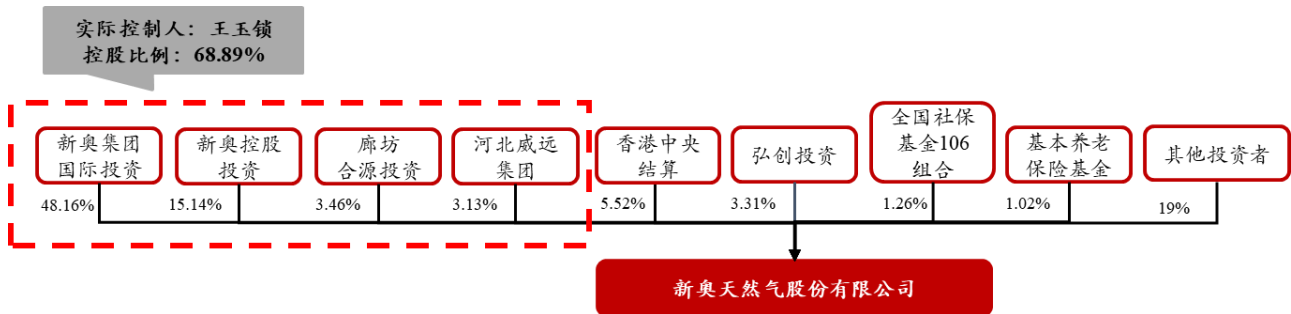 实际控制人：王玉锁
控股比例：68.89%
新奥集团
国际投资
新奥控股
投资
廊坊
合源投资
河北威远
集团
香港中央
结算
弘创投资
全国社保
基金106
组合
基本养老
保险基金
其他投资者
48.16%
15.14%
3.46%
3.13%
5.52%
3.31%
1.26%
1.02%
19%
新奥天然气股份有限公司